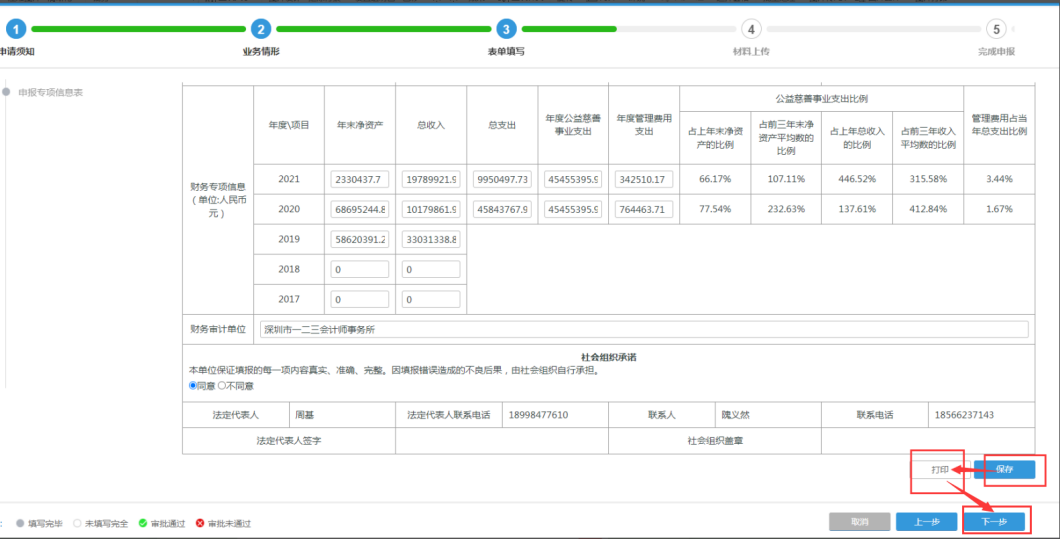 1
2
3
4
5
申请须知
业务情形
表单填写
材料上传
完成申报
申报专项信息表
公益慈善事业支出比例
年度\项目
年末净资产
总收入
总支出
年度公益慈善
事业支出
年度管理费用
支出
占上年末净资
产的比例
占前三年末净
资产平均数的
比例
占上年总收入
的比例
占前三年收入
平均数的比例
管理费用占当
年总支出比例
财务专项信息
(单位:人民币
元)
2021 2330437.7 19789921.9 9950497.73 45455395.9 342510.17 66.17% 107.11% 446.52% 315.58% 3.44%
2020 68695244.8 10179861.9 45843767.9 45455395.9 764463.71 77.54% 232.63% 137.61% 412.84% 1.67%
2019 58620391.2 33031338.8
2018 0 0
2017 0 0
财务审计单位 深圳市一二三会计师事务所
社会组织承诺
本单位保证填报的每一项内容真实、准确、完整。因填报错误造成的不良后果,由社会组织自行承担。
同意 不同意
法定代表人 周基 法定代表人联系电话 18998477610 联系人 隗义然 联系电话 18566237143
法定代表人签字 社会组织盖章
打印 保存
: 填写完毕 未填写完全 审批通过 审批未通过
取消 上一步 下一步